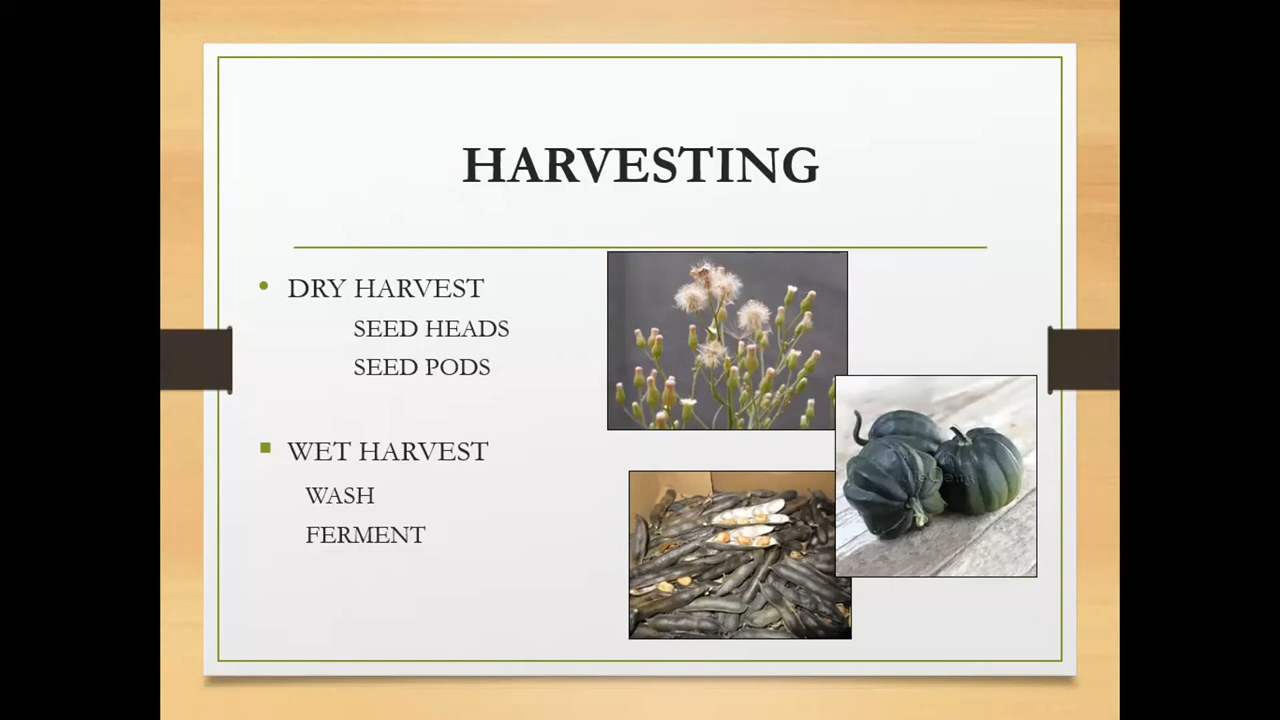 HARVESTING
DRY HARVEST
SEED HEADS
SEED PODS
WET HARVEST
WASH
FERMENT